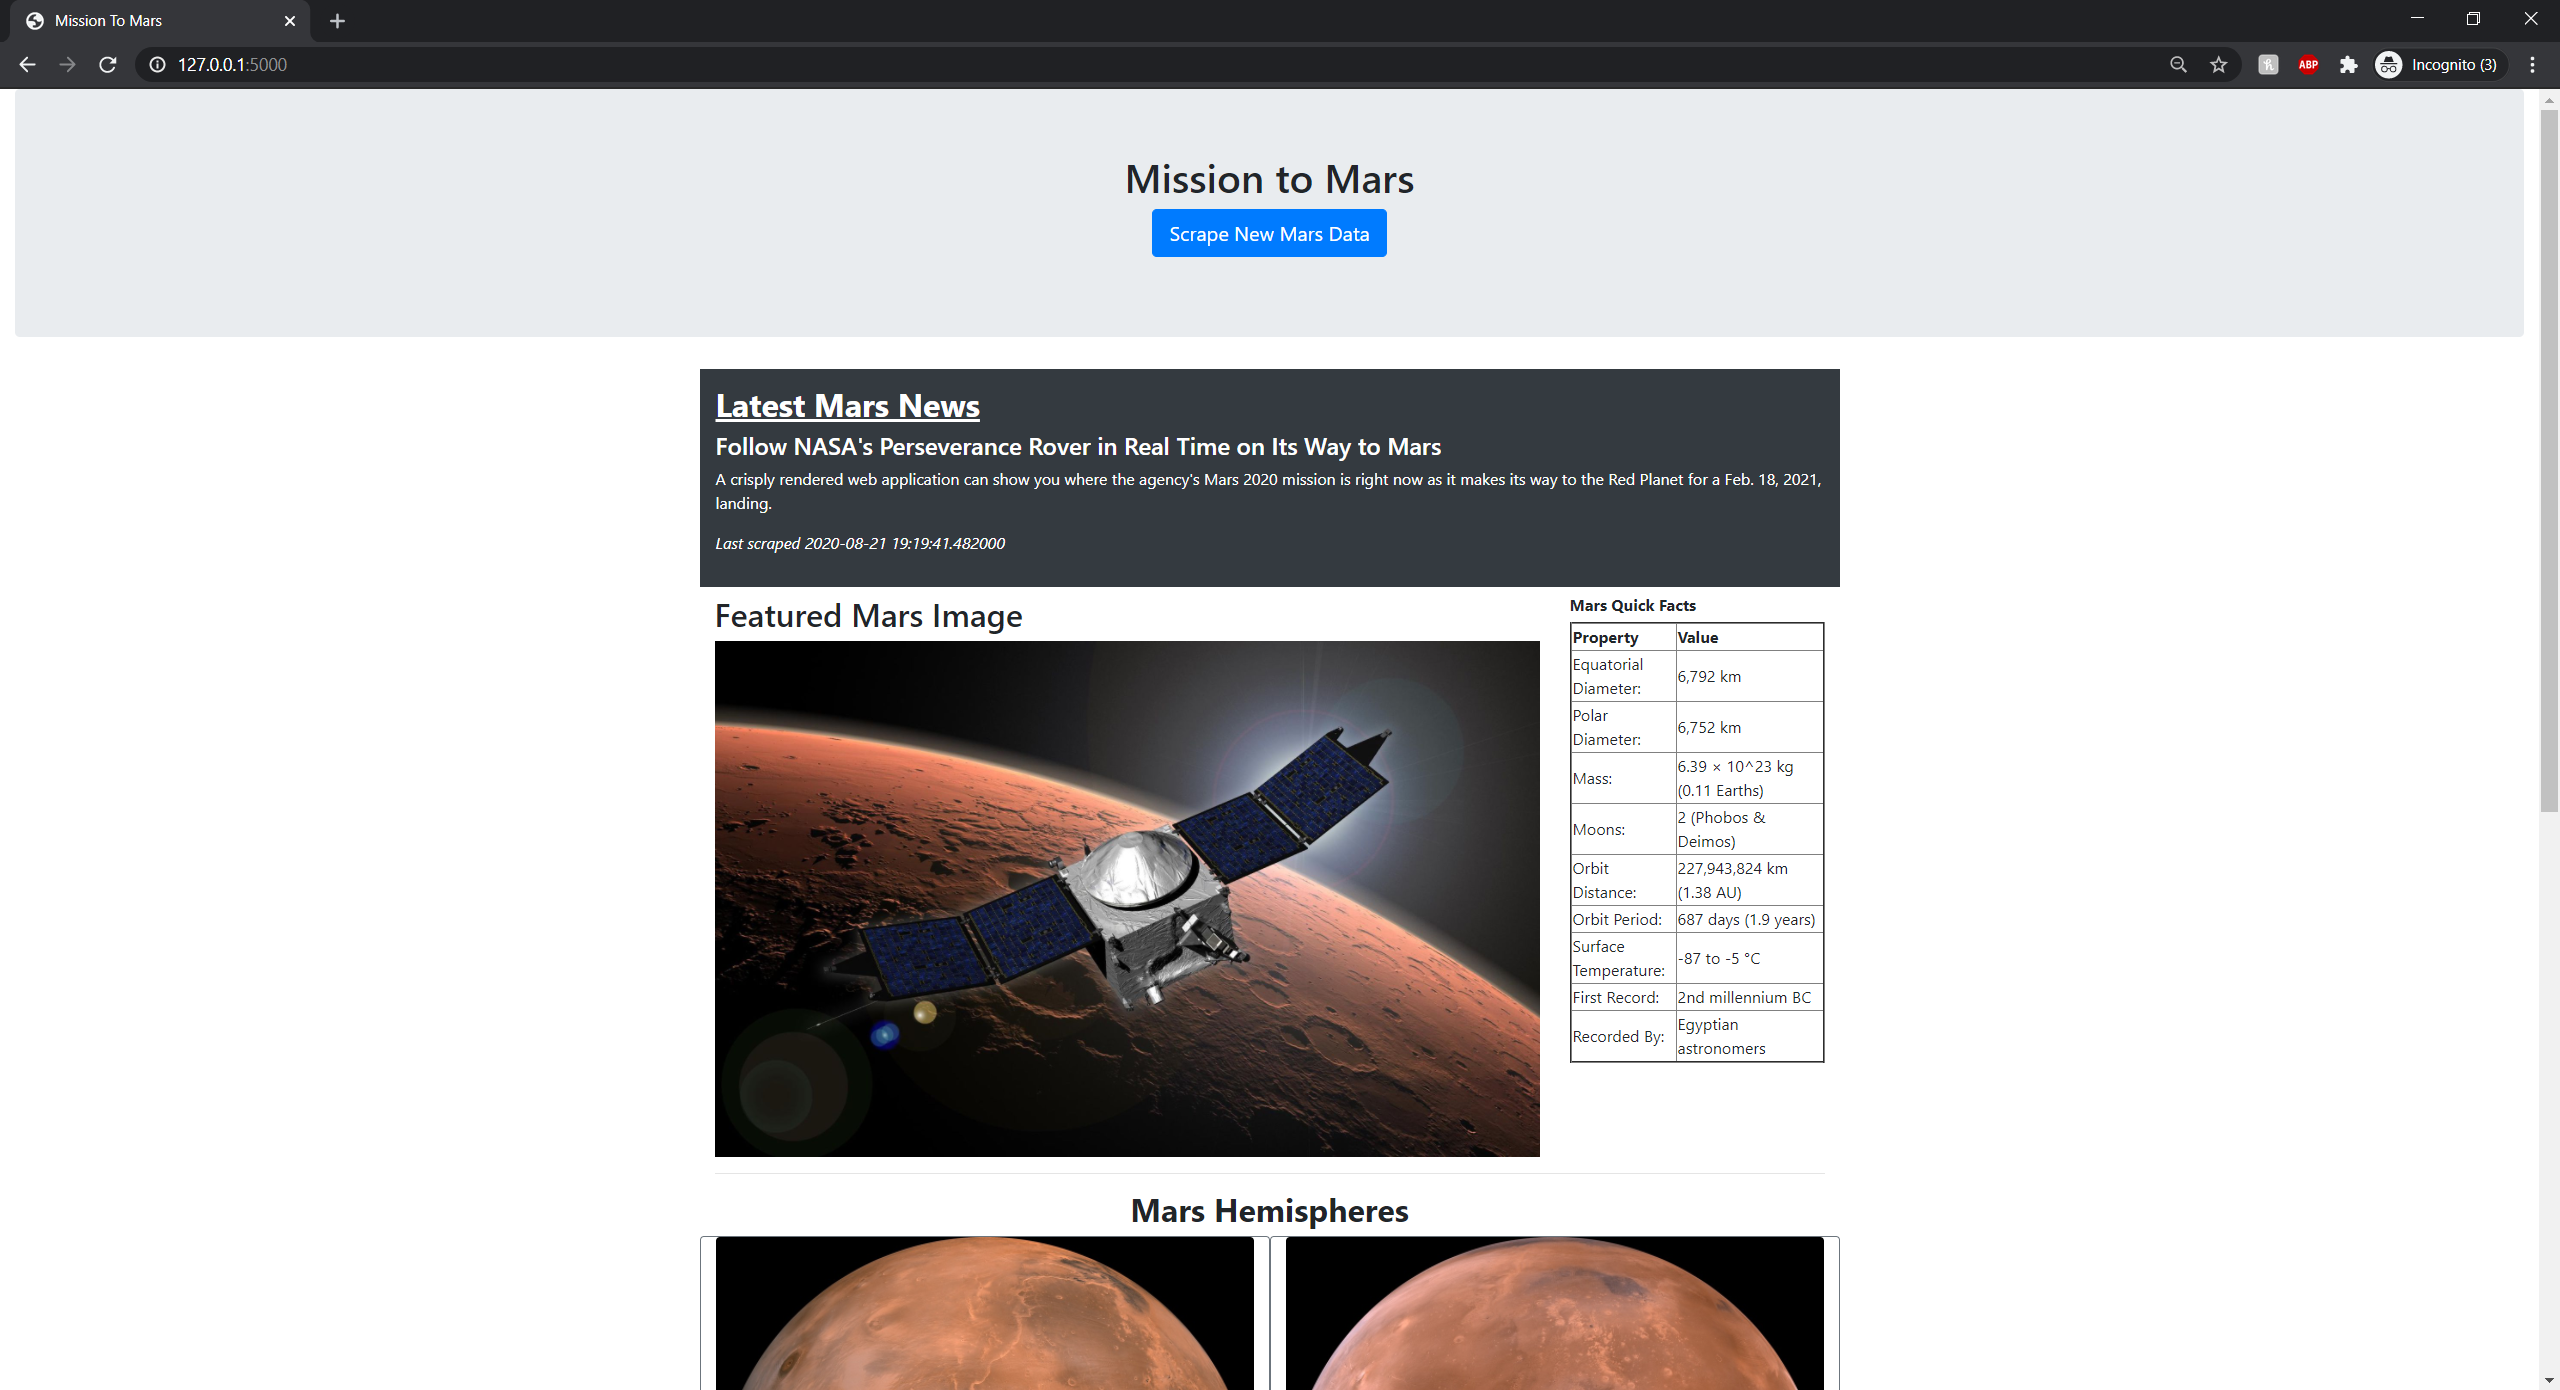 Mission To Mars
127.0.0.1:5000
ABP
Incognito (3)
Mission to Mars
Scrape New Mars Data
Latest Mars News
Follow NASA's Perseverance Rover in Real Time on Its Way to Mars
A crisply rendered web application can show you where the agency's Mars 2020 mission is right now as it makes its way to the Red Planet for a Feb. 18, 2021,
landing.
Last scraped 2020-08-21 19:19:41.482000
Featured Mars Image
Mars Quick Facts
Property Value
Equatorial
Diameter:
6,792 km
Polar
Diameter:
6,752 km
Mass:
6.39 × 10^23 kg
(0.11 Earths)
Moons:
2 (Phobos &
Deimos)
Orbit
Distance:
227,943,824 km
(1.38 AU)
Orbit Period: 687 days (1.9 years)
Surface
Temperature:
-87 to -5 °C
First Record: 2nd millennium BC
Recorded By:
Egyptian
astronomers
Mars Hemispheres